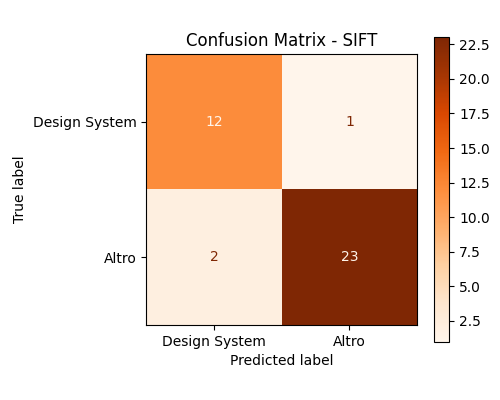 Confusion Matrix - SIFT
22.5
20.0
17.5
15.0
12.5
10.0
7.5
5.0
2.5
True label
Design System
12
1
Altro
2
23
Design System
Altro
Predicted label